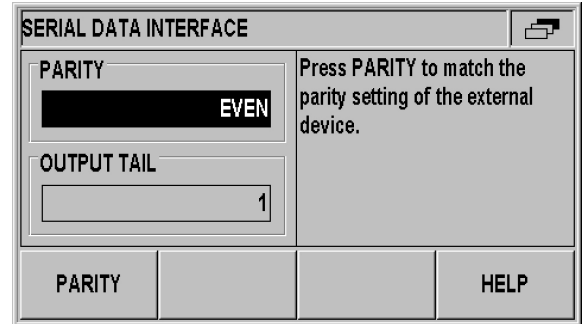 SERIAL DATA INTERFACE
PARITY
EVEN
OUTPUT TAIL
1
Press PARITY to match the
parity setting of the external
device.
PARITY
HELP